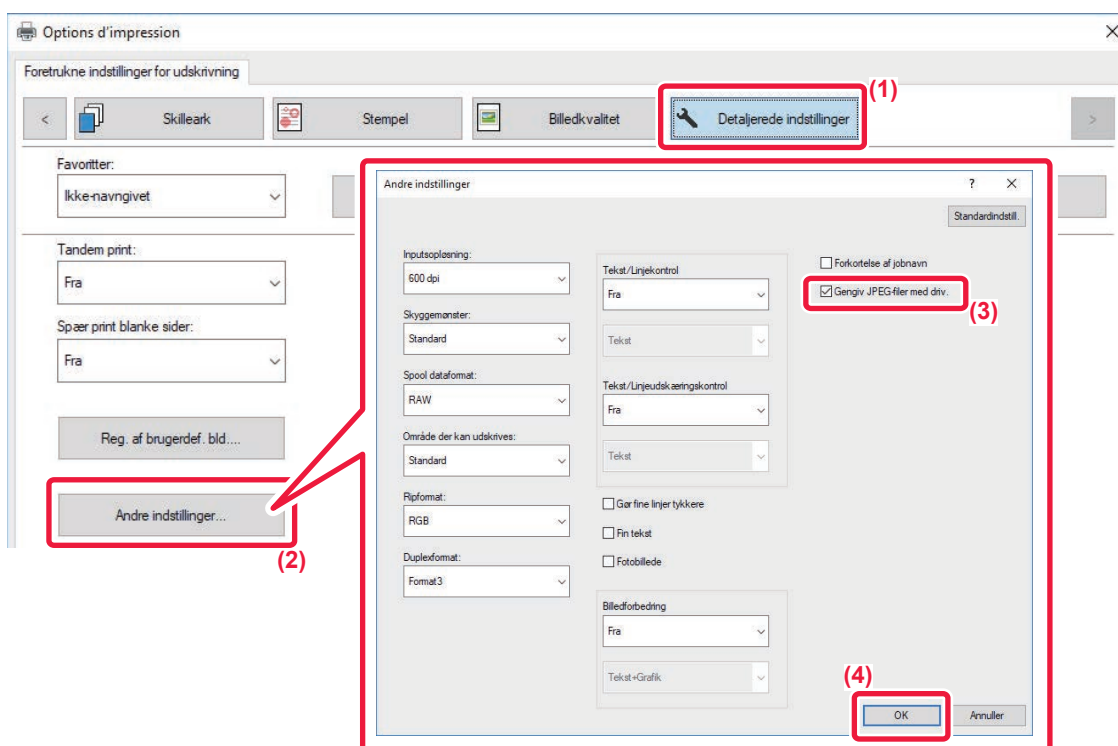 Options d'impression
Foretrukne indstillinger for udskrivning
(1)
<
Skilleark
Stempel
Billedkvalitet
Detaljerede indstillinger
>
Favoritter:
Ikke-navngivet
Tandem print:
Fra
Spær print blanke sider:
Fra
Reg. af brugerdef. bld....
Andre indstillinger...
(2)
Andre indstillinger
?
Standardindstill.
Inputsopløsning:
600 dpi
Skyggemønster:
Standard
Spool dataformat:
RAW
Område der kan udskrives:
Standard
Ripformat:
RGB
Duplexformat:
Format3
Tekst/Linjekontrol
Fra
Tekst
Tekst/Linjeudskæringskontrol
Fra
Tekst
Gør fine linjer tykkere
Fin tekst
Fotobillede
Billedforbedring
Fra
Tekst+Grafik
Forkortelse af jobnavn
Gengiv JPEG-filer med driv.
(3)
(4)
OK
Annuller